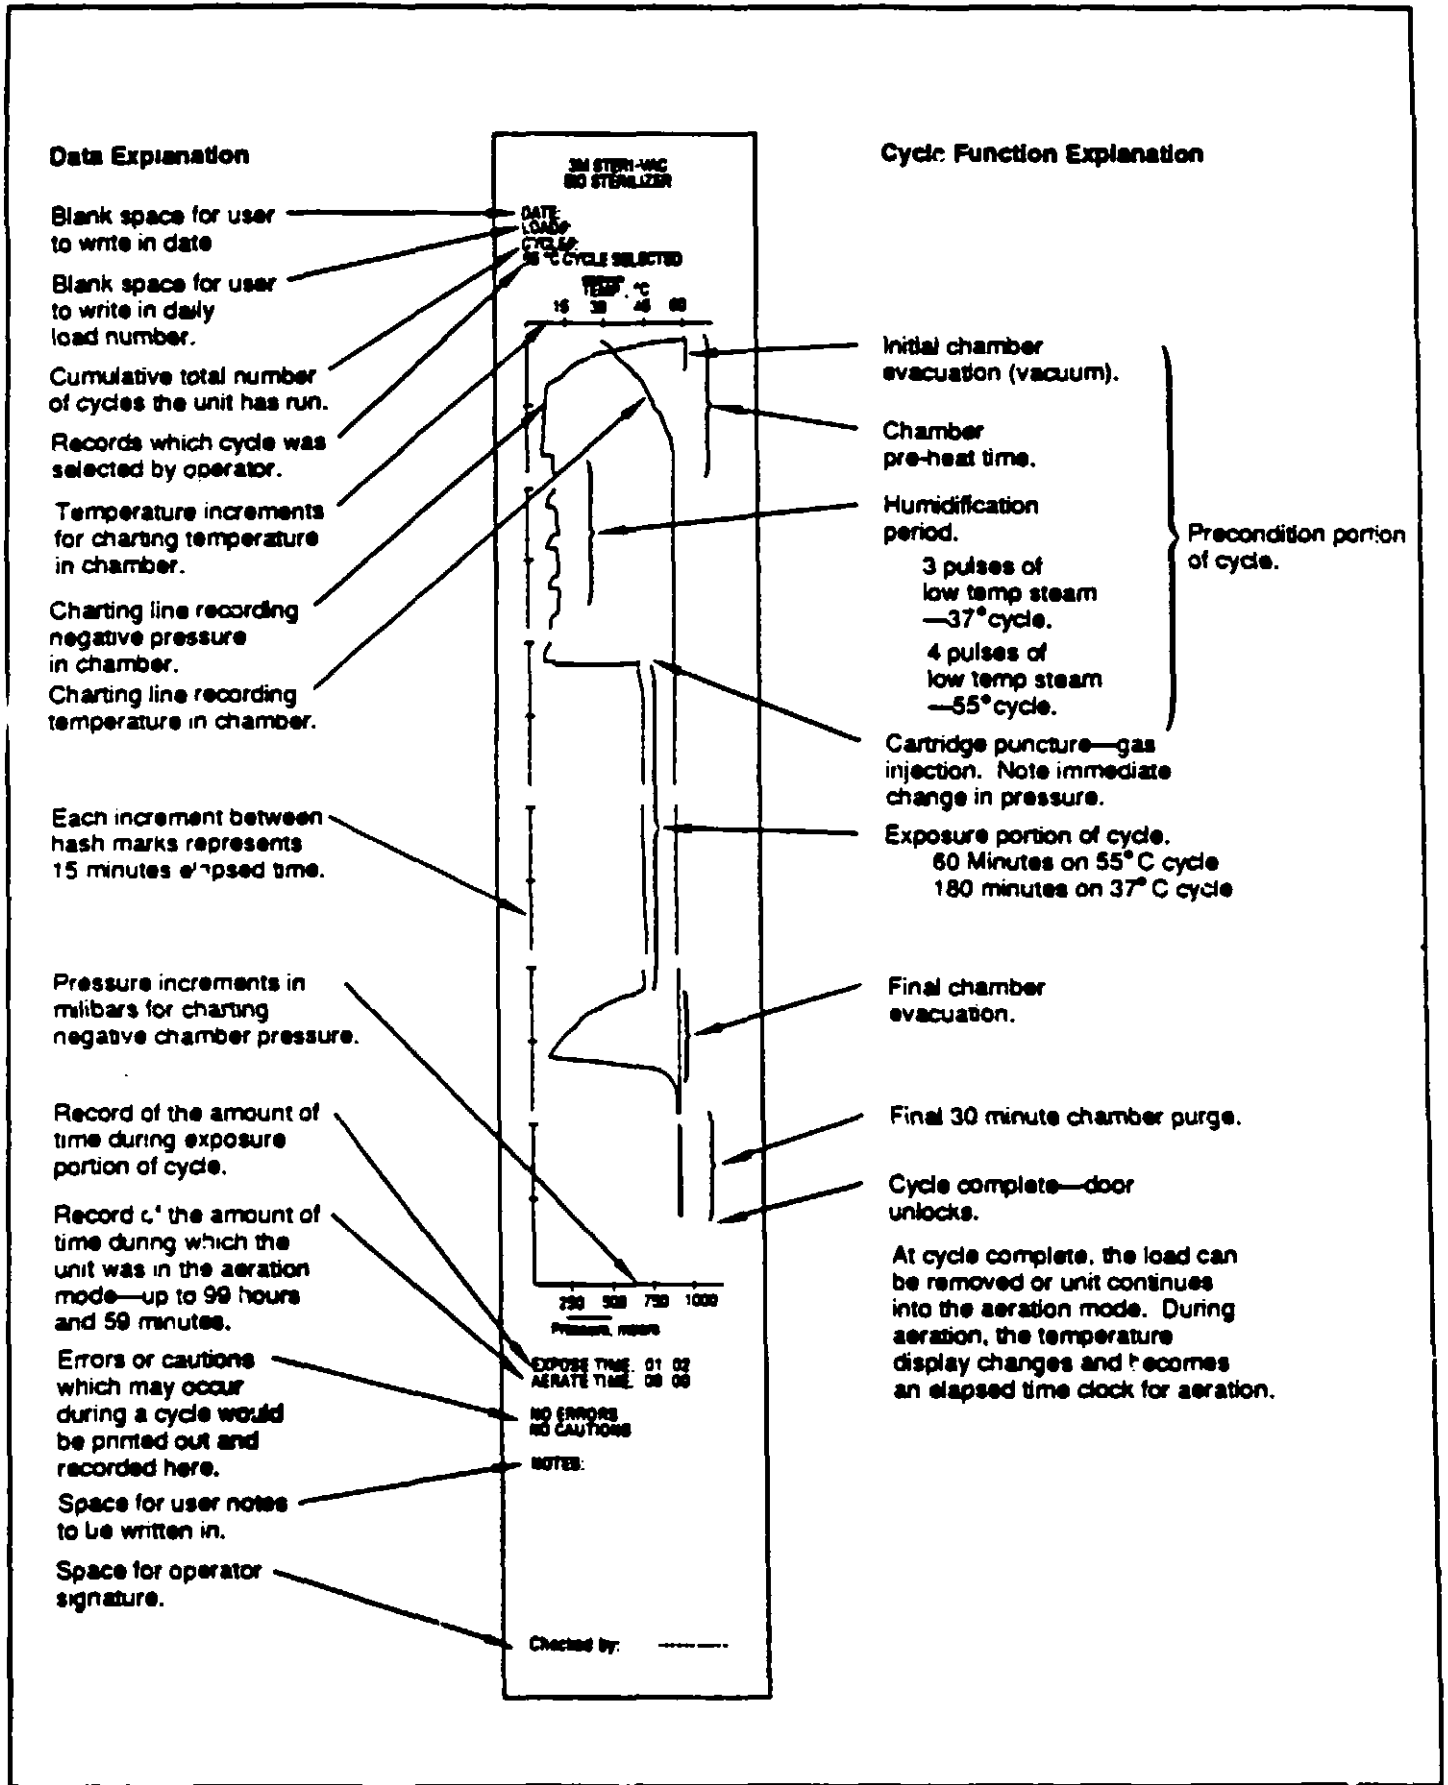 Data Explanation
Blank space for user
to write in date
Blank space for user
to write in daily
load number.
Cumulative total number
of cycles the unit has run.
Records which cycle was
selected by operator.
Temperature increments
for charting temperature
in chamber.
Charting line recording
negative pressure
in chamber.
Charting line recording
temperature in chamber.
Each increment between
hash marks represents
15 minutes elapsed time.
Pressure increments in
milibars for charting
negative chamber pressure.
Record of the amount of
time during exposure
portion of cycle.
Record of the amount of
time during which the
unit was in the aeration
mode—up to 99 hours
and 59 minutes.
Errors or cautions
which may occur
during a cycle would
be printed out and
recorded here.
Space for user notes
to be written in.
Space for operator
signature.
3M STERI-VAC
STERILIZER
DATE:
LOAD#:
CYCLE#:
55 °C CYCLE SELECTED
TEMP. °C
15 30 45 60
250 500 750 1000
Pressure,
EXPOSE TIME. 01 02
AERATE TIME. 00 00
NO ERRORS
NO CAUTIONS
NOTES:
Checked by:
Cycle Function Explanation
Initial chamber
evacuation (vacuum).
Chamber
pre-heat time.
Humidification
period.
3 pulses of
low temp steam
—37° cycle.
4 pulses of
low temp steam
—55° cycle.
Precondition portion
of cycle.
Cartridge puncture—gas
injection. Note immediate
change in pressure.
Exposure portion of cycle.
60 Minutes on 55° C cycle
180 minutes on 37° C cycle
Final chamber
evacuation.
Final 30 minute chamber purge.
Cycle complete—door
unlocks.
At cycle complete, the load can
be removed or unit continues
into the aeration mode. During
aeration, the temperature
display changes and becomes
an elapsed time clock for aeration.